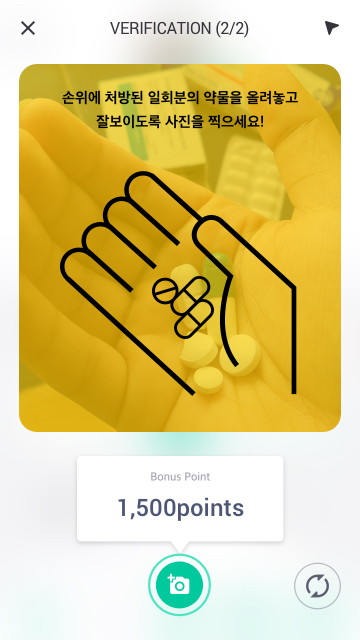 VERIFICATION (2/2)
손위에 처방된 일회분의 약물을 올려놓고
잘보이도록 사진을 찍으세요!
Bonus Point
1,500points